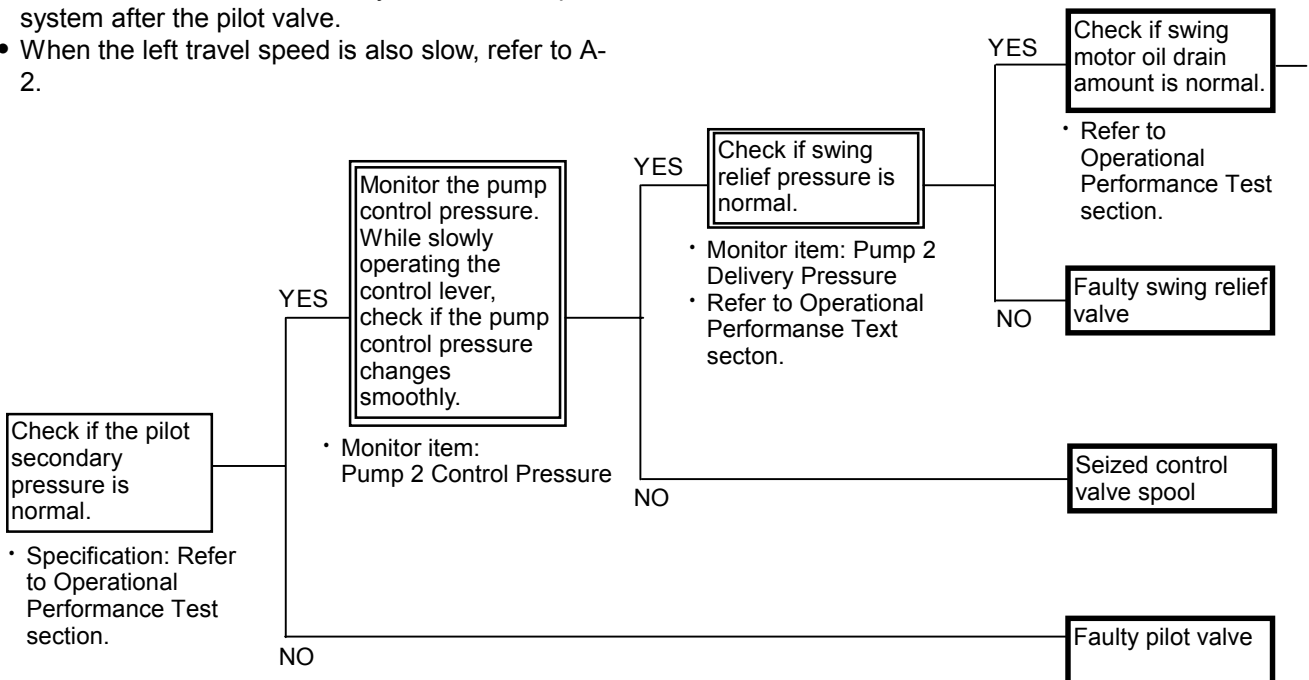 system after the pilot valve.
• When the left travel speed is also slow, refer to A-
2.
YES
Check if swing
motor oil drain
amount is normal.
· Refer to
Operational
Performance Test
section.
YES
Check if swing
relief pressure is
normal.
· Monitor item: Pump 2
Delivery Pressure
· Refer to Operational
Performanse Text
secton.
NO
Faulty swing relief
valve
YES
Monitor the pump
control pressure.
While slowly
operating the
control lever,
check if the pump
control pressure
changes
smoothly.
· Monitor item:
Pump 2 Control Pressure
NO
Seized control
valve spool
Check if the pilot
secondary
pressure is
normal.
· Specification: Refer
to Operational
Performance Test
section.
NO
Faulty pilot valve